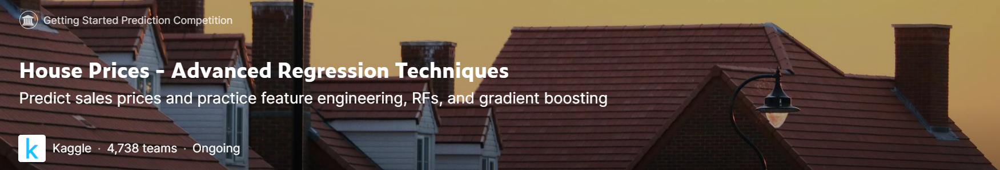 Getting Started Prediction Competition
House Prices - Advanced Regression Techniques
Predict sales prices and practice feature engineering, RFs, and gradient boosting
k
Kaggle · 4,738 teams · Ongoing